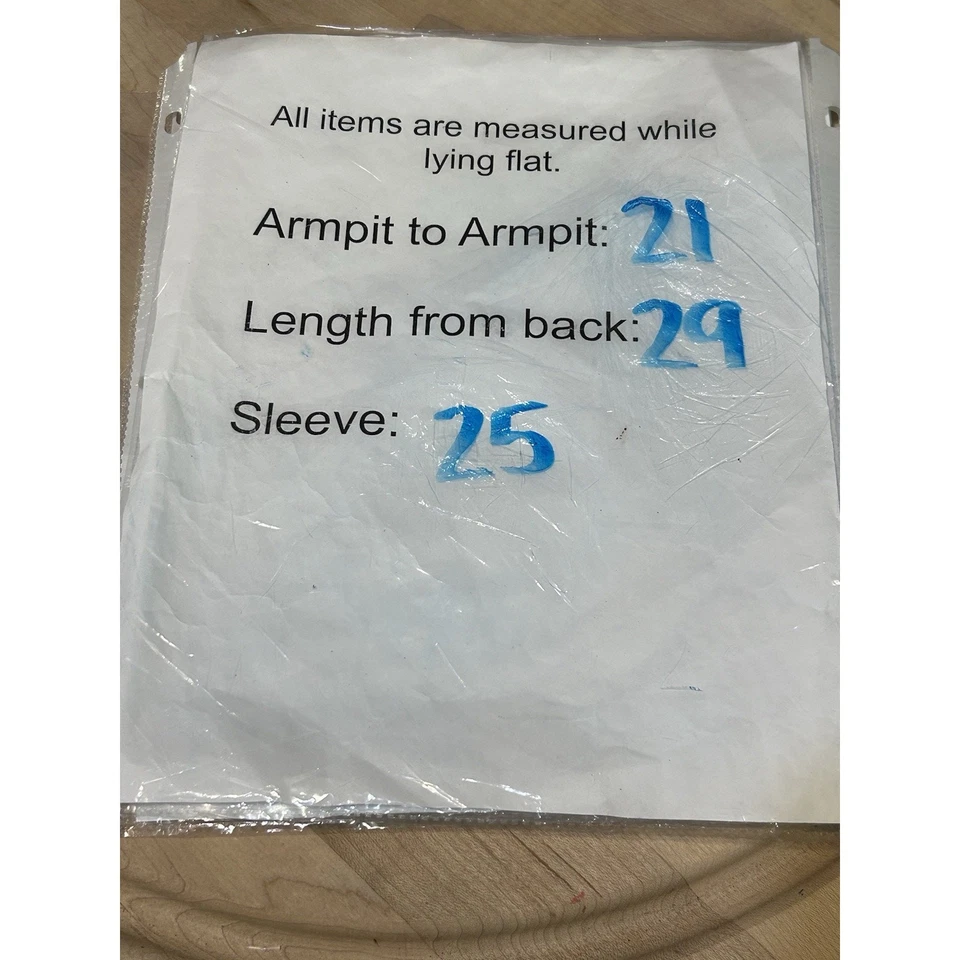 All items are measured while
lying flat.
Armpit to Armpit: 21
Length from back: 29
Sleeve: 25